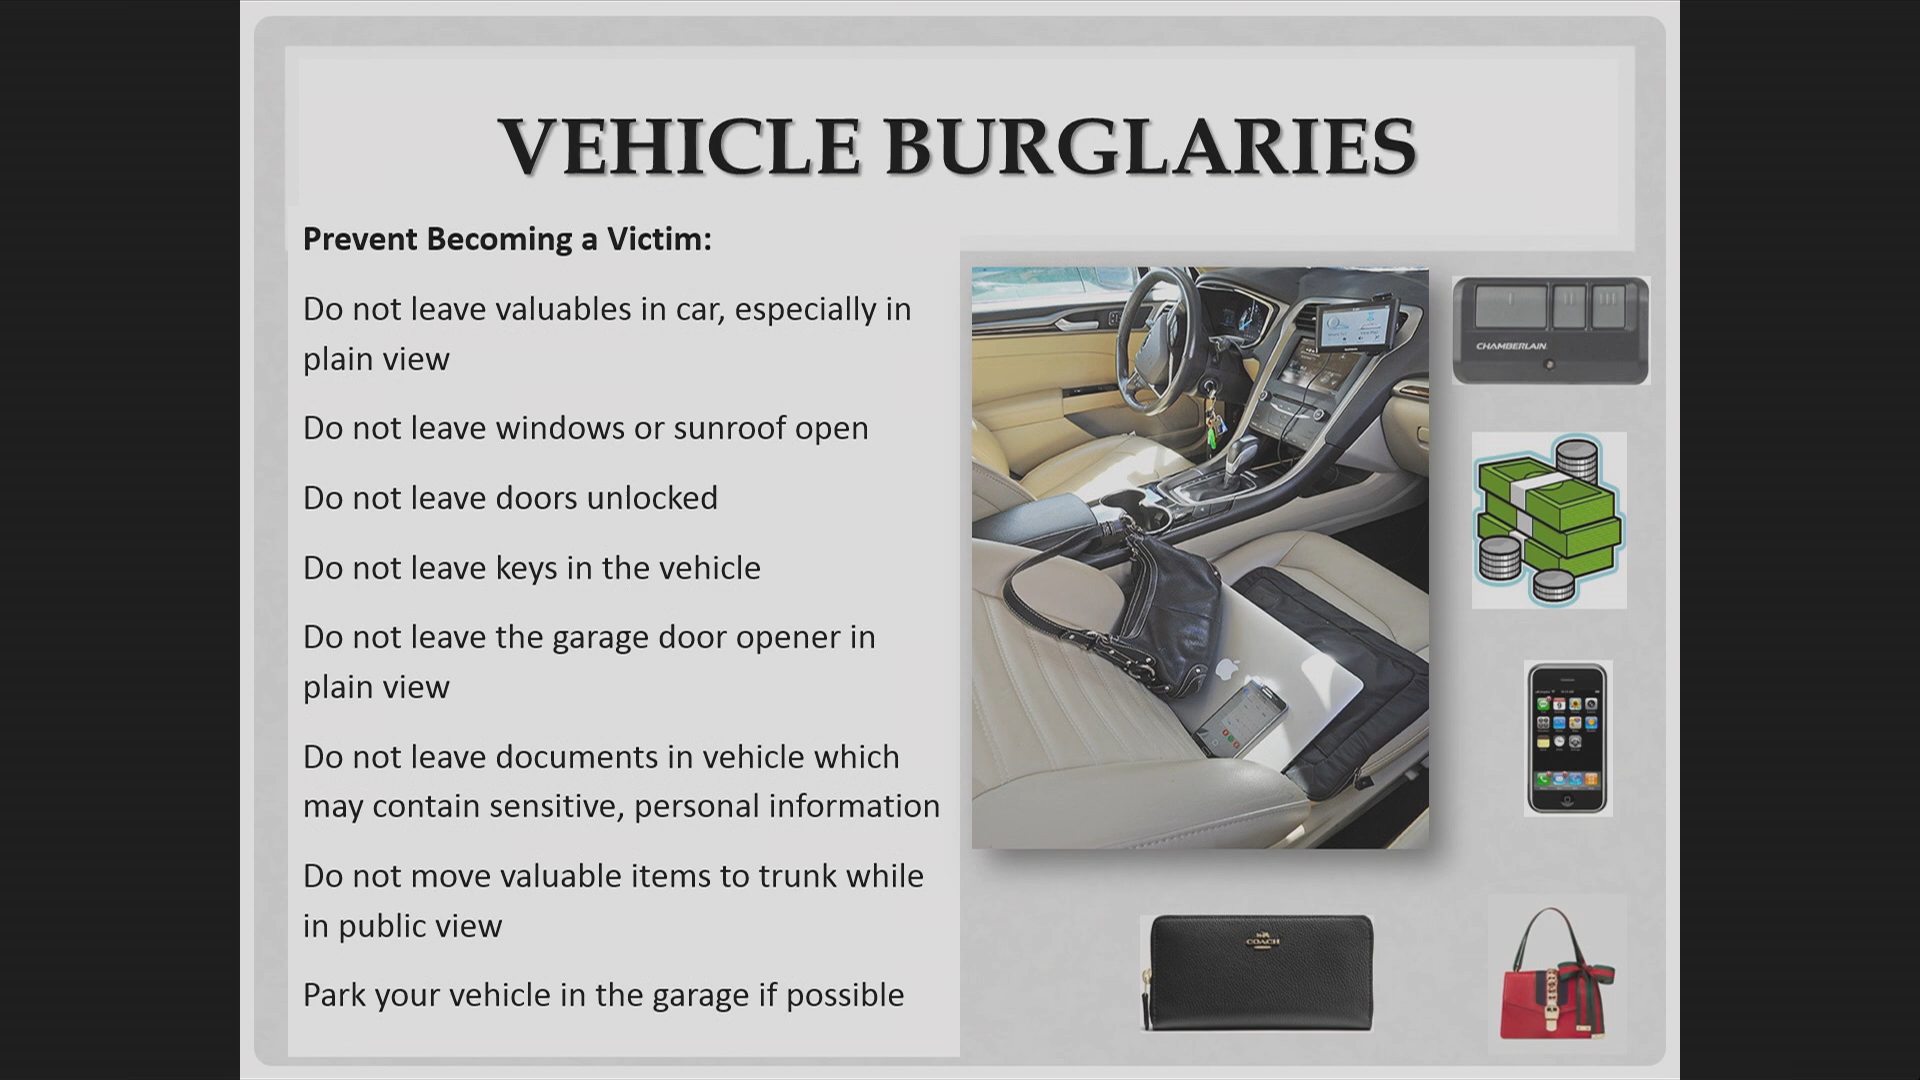 VEHICLE BURGLARIES
Prevent Becoming a Victim:
Do not leave valuables in car, especially in
plain view
Do not leave windows or sunroof open
Do not leave doors unlocked
Do not leave keys in the vehicle
Do not leave the garage door opener in
plain view
Do not leave documents in vehicle which
may contain sensitive, personal information
Do not move valuable items to trunk while
in public view
Park your vehicle in the garage if possible
CHAMBERLAIN
COACH